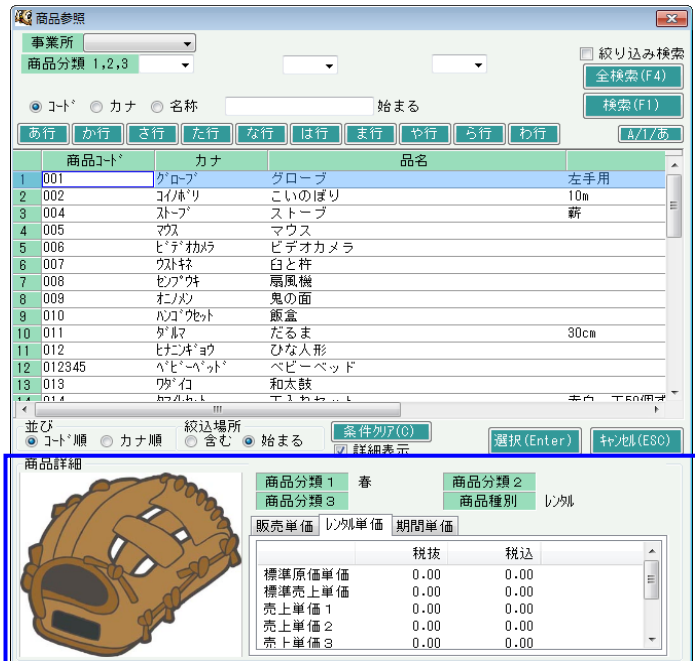 商品参照
事業所
商品分類 1,2,3
絞り込み検索
全検索(F4)
ｺｰﾄﾞ カナ 名称 始まる 検索(F1)
あ行 か行 さ行 た行 な行 は行 ま行 や行 ら行 わ行 A/1/あ
商品ｺｰﾄﾞ カナ 品名
1 001 ｸﾞﾛｰﾌﾞ グローブ 左手用
2 002 ｺｲﾉﾎﾞﾘ こいのぼり 10m
3 004 ｽﾄｰﾌﾞ ストーブ 薪
4 005 ﾏｳｽ マウス
5 006 ﾋﾞﾃﾞｵｶﾒﾗ ビデオカメラ
6 007 ｳｽﾄｷﾈ 臼と杵
7 008 ｾﾝﾌﾟｳｷ 扇風機
8 009 ｵﾆﾉﾒﾝ 鬼の面
9 010 ﾊﾝｺﾞｳｾｯﾄ 飯盒
10 011 ﾀﾞﾙﾏ だるま 30cm
11 012 ﾋﾅﾆﾝｷﾞｮｳ ひな人形
12 012345 ﾍﾞﾋﾞｰﾍﾞｯﾄﾞ ベビーベッド
13 013 ﾜﾀﾞｲｺ 和太鼓
14 014
並び 絞込場所 条件ｸﾘｱ(C)
ｺｰﾄﾞ順 カナ順 含む 始まる 詳細表示 選択(Enter) ｷｬﾝｾﾙ(ESC)
商品詳細
商品分類１ 春 商品分類２
商品分類３ 商品種別 ﾚﾝﾀﾙ
販売単価 ﾚﾝﾀﾙ単価 期間単価
税抜 税込
標準原価単価 0.00 0.00
標準売上単価 0.00 0.00
売上単価１ 0.00 0.00
売上単価２ 0.00 0.00
売上単価３ 0.00 0.00